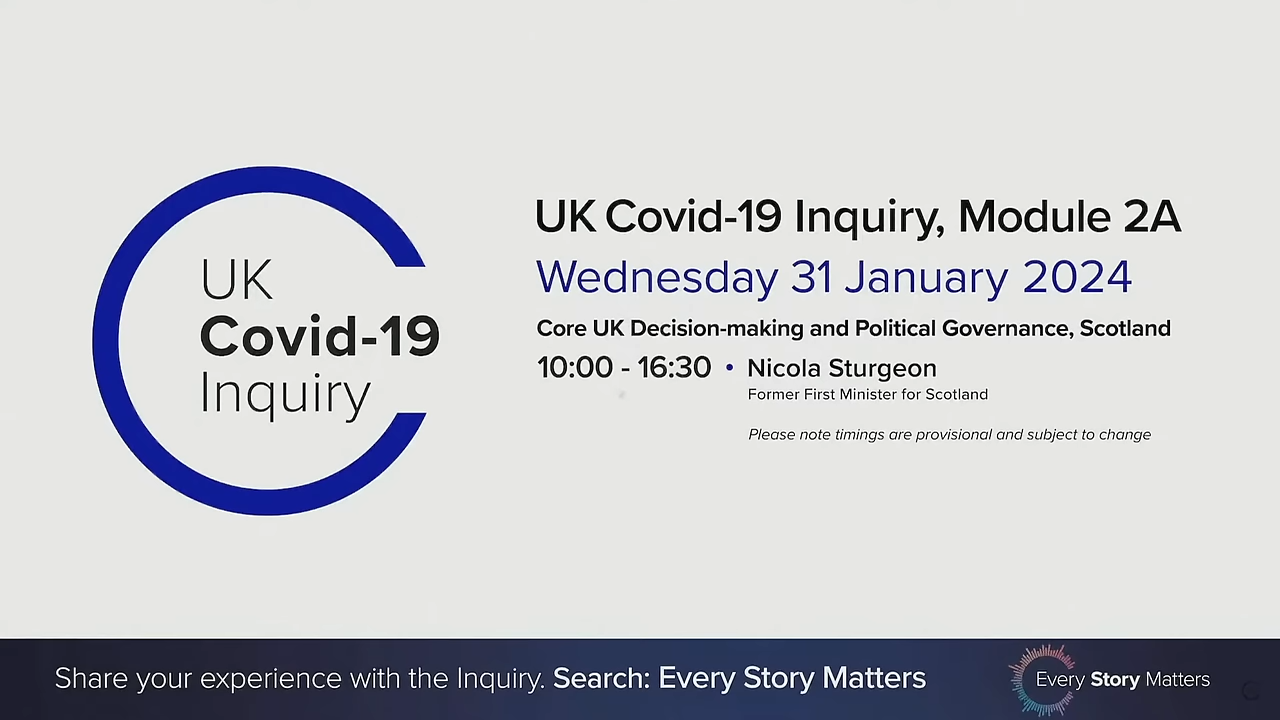 UK
Covid-19
Inquiry
UK Covid-19 Inquiry, Module 2A
Wednesday 31 January 2024
Core UK Decision-making and Political Governance, Scotland
10:00 - 16:30 • Nicola Sturgeon
Former First Minister for Scotland
Please note timings are provisional and subject to change
Share your experience with the Inquiry. Search: Every Story Matters
Every Story Matters